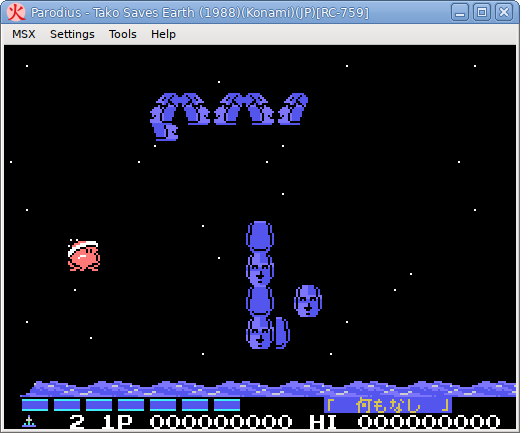 火 Parodius - Tako Saves Earth (1988)(Konami)(JP)[RC-759]
MSX Settings Tools Help
「 何もなし 」
2 1P 000000000 HI 000000000